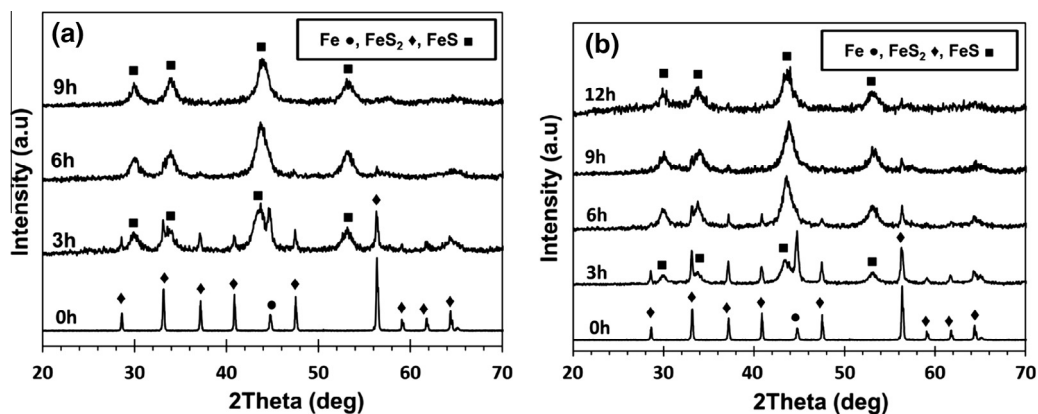 (a)
Fe ●, FeS₂ ♦, FeS ■
9h
6h
3h
0h
Intensity (a.u)
20 30 40 50 60 70
2Theta (deg)
(b)
Fe ●, FeS₂ ♦, FeS ■
12h
9h
6h
3h
0h
Intensity (a.u)
20 30 40 50 60 70
2Theta (deg)